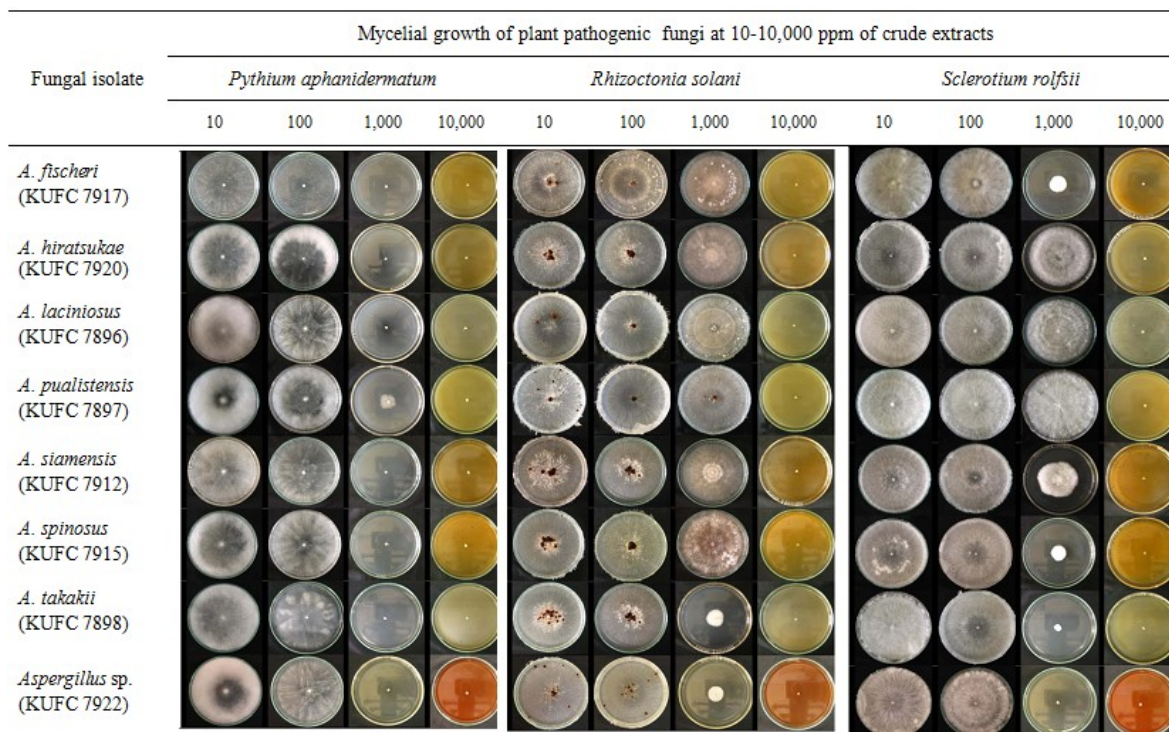 Mycelial growth of plant pathogenic fungi at 10-10,000 ppm of crude extracts
Fungal isolate
Pythium aphanidermatum Rhizoctonia solani Sclerotium rolfsii
10 100 1,000 10,000 10 100 1,000 10,000 10 100 1,000 10,000
A. fischeri
(KUFC 7917)
A. hiratsukae
(KUFC 7920)
A. laciniosus
(KUFC 7896)
A. pualistensis
(KUFC 7897)
A. siamensis
(KUFC 7912)
A. spinosus
(KUFC 7915)
A. takakii
(KUFC 7898)
Aspergillus sp.
(KUFC 7922)